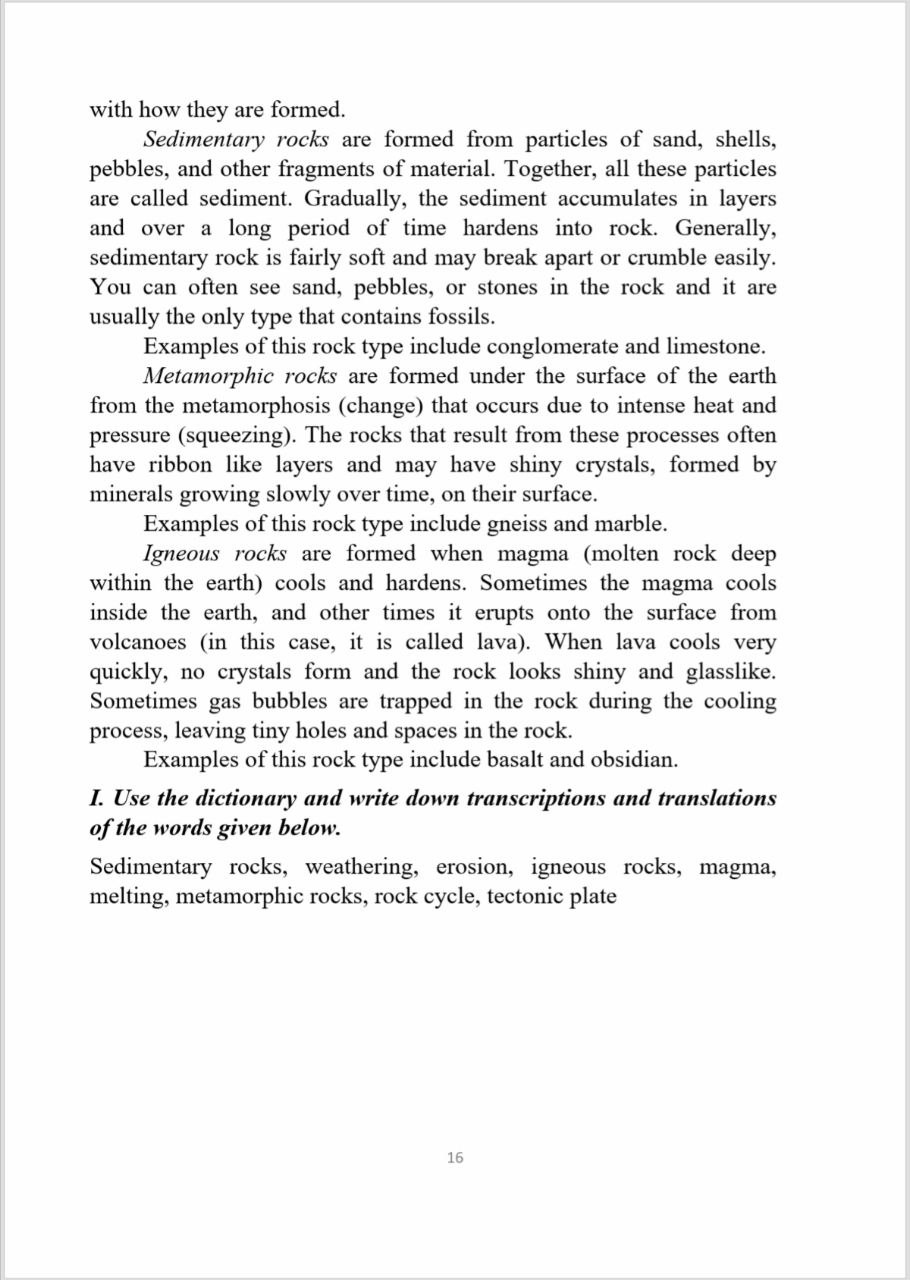 with how they are formed.
Sedimentary rocks are formed from particles of sand, shells,
pebbles, and other fragments of material. Together, all these particles
are called sediment. Gradually, the sediment accumulates in layers
and over a long period of time hardens into rock. Generally,
sedimentary rock is fairly soft and may break apart or crumble easily.
You can often see sand, pebbles, or stones in the rock and it are
usually the only type that contains fossils.
Examples of this rock type include conglomerate and limestone.
Metamorphic rocks are formed under the surface of the earth
from the metamorphosis (change) that occurs due to intense heat and
pressure (squeezing). The rocks that result from these processes often
have ribbon like layers and may have shiny crystals, formed by
minerals growing slowly over time, on their surface.
Examples of this rock type include gneiss and marble.
Igneous rocks are formed when magma (molten rock deep
within the earth) cools and hardens. Sometimes the magma cools
inside the earth, and other times it erupts onto the surface from
volcanoes (in this case, it is called lava). When lava cools very
quickly, no crystals form and the rock looks shiny and glasslike.
Sometimes gas bubbles are trapped in the rock during the cooling
process, leaving tiny holes and spaces in the rock.
Examples of this rock type include basalt and obsidian.
I. Use the dictionary and write down transcriptions and translations
of the words given below.
Sedimentary rocks, weathering, erosion, igneous rocks, magma,
melting, metamorphic rocks, rock cycle, tectonic plate
16